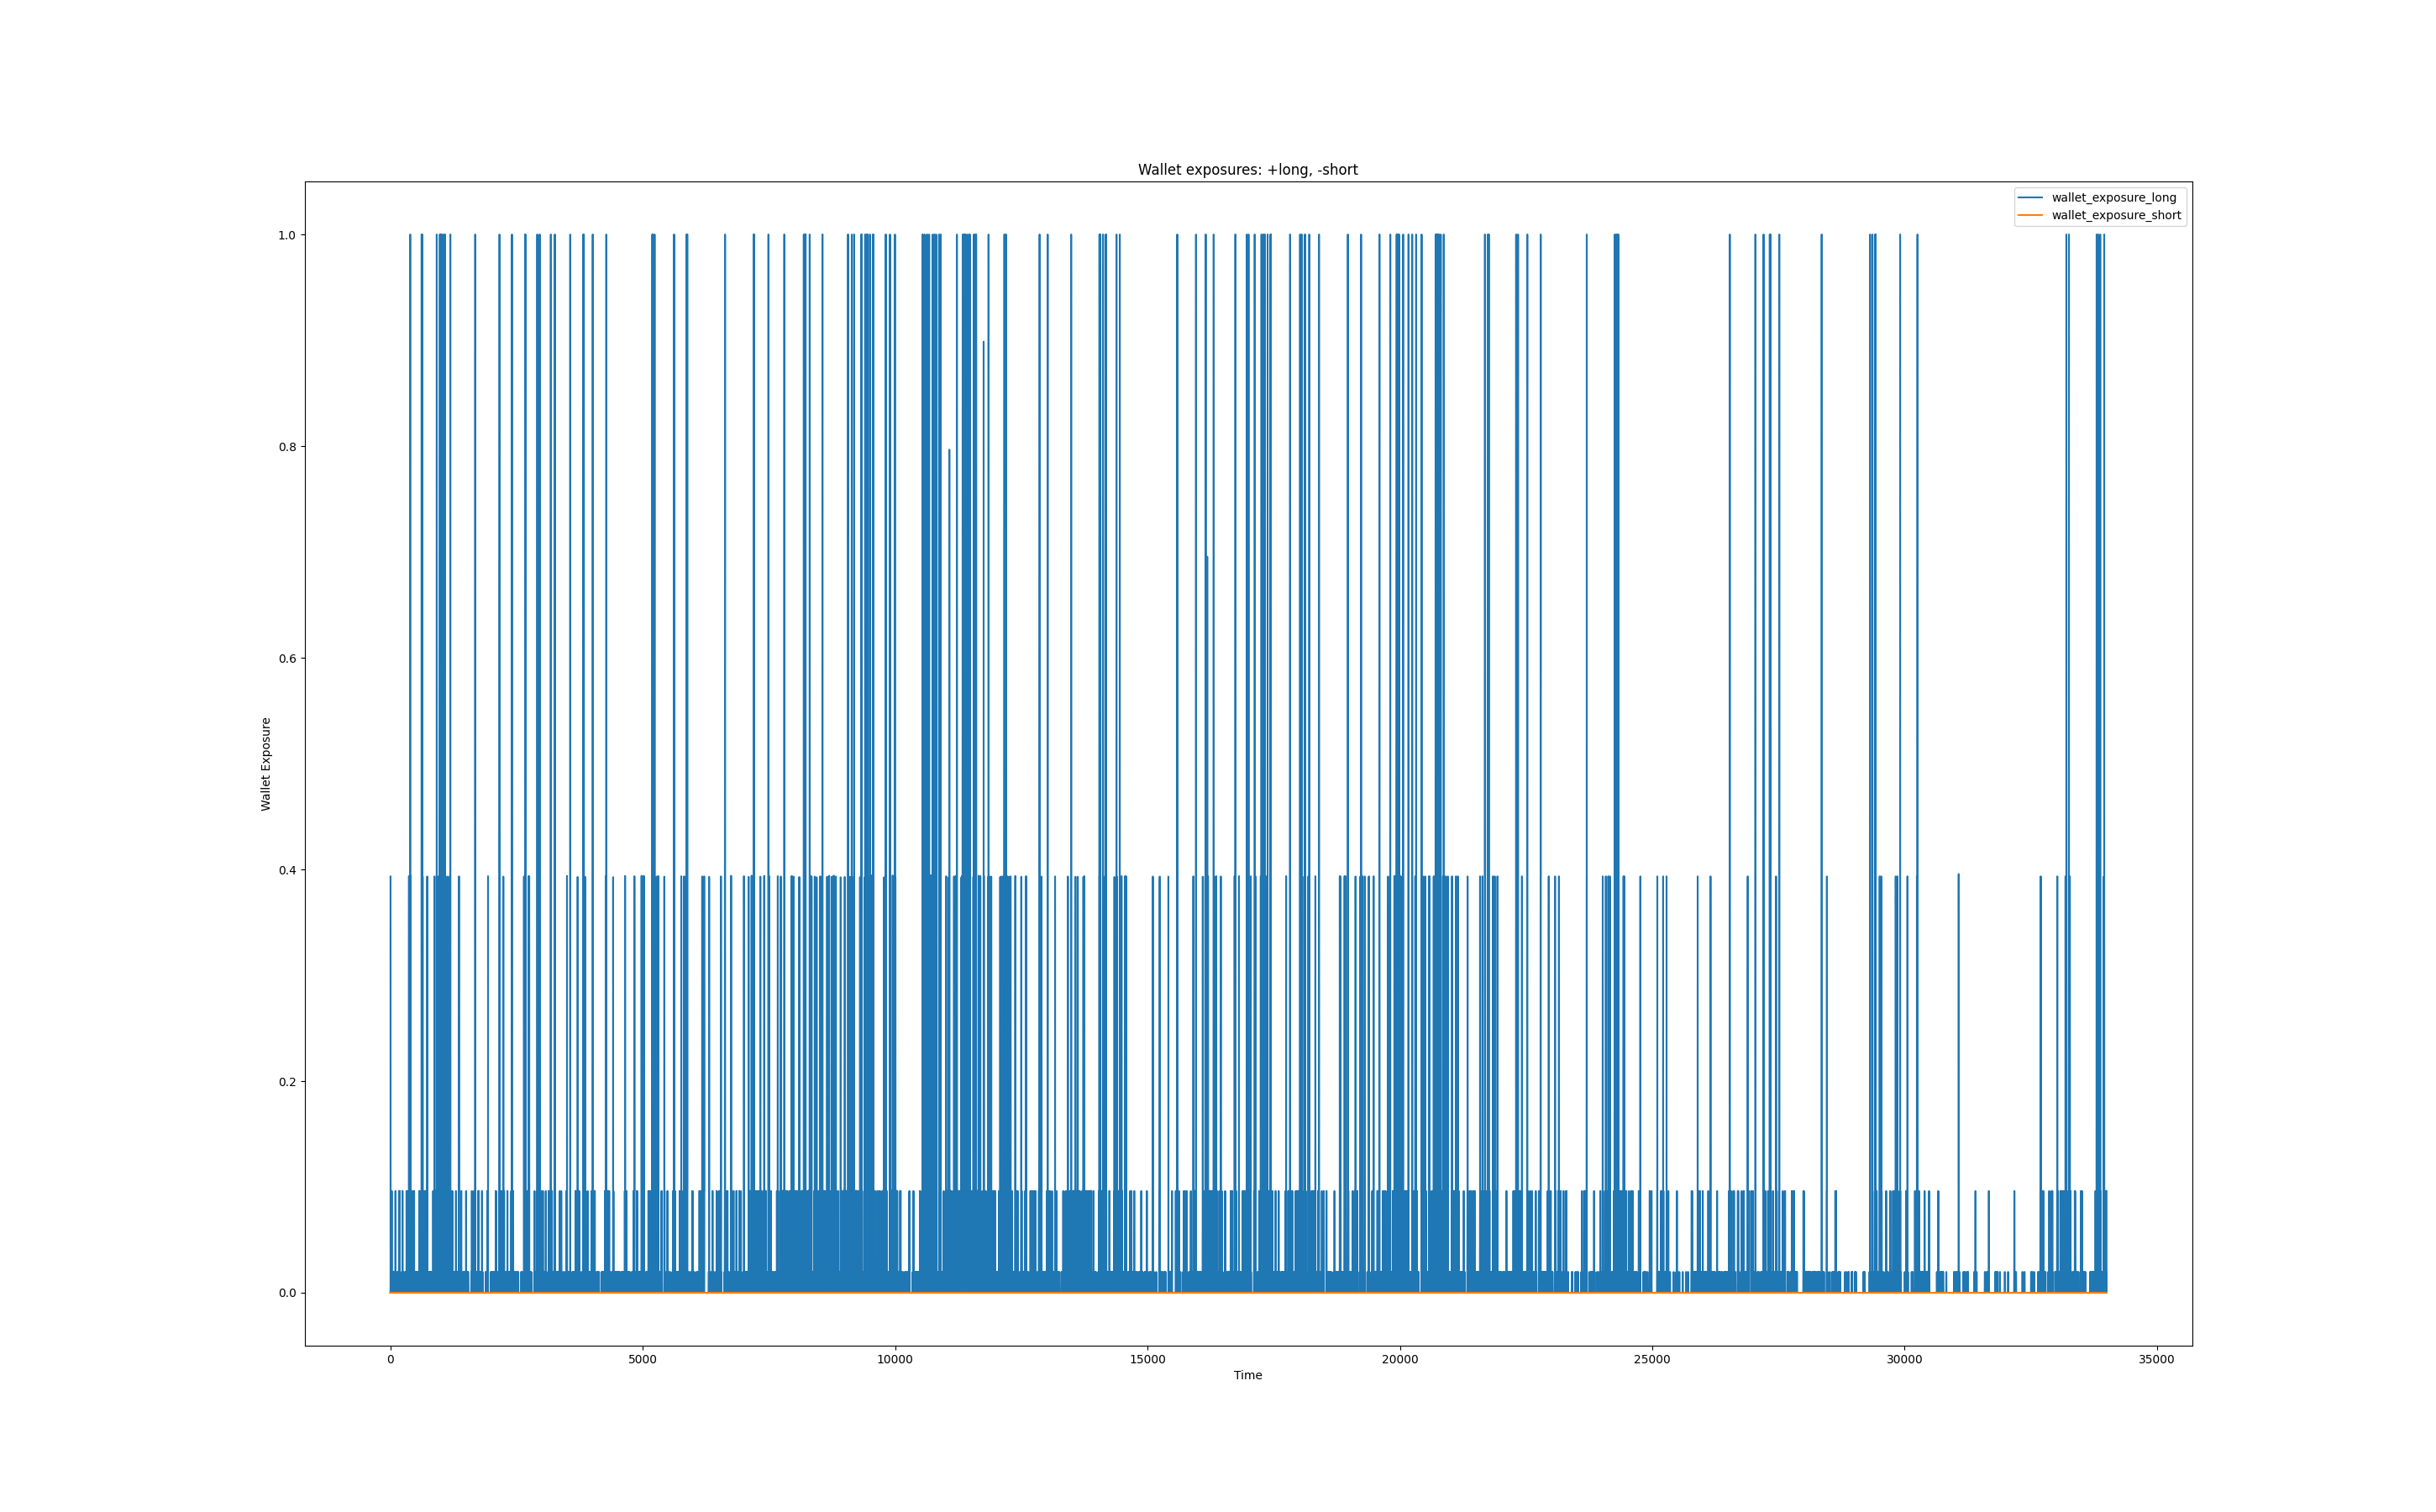 Wallet exposures: +long, -short
wallet_exposure_long
wallet_exposure_short
1.0
0.8
0.6
0.4
0.2
0.0
Wallet Exposure
0 5000 10000 15000 20000 25000 30000 35000
Time